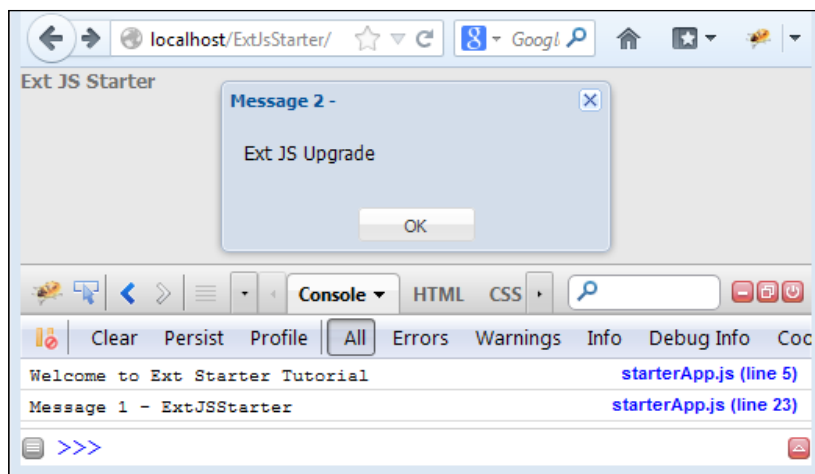 localhost/ExtJsStarter/ Googl
Ext JS Starter
Message 2 -
Ext JS Upgrade
OK
Console HTML CSS
Clear Persist Profile All Errors Warnings Info Debug Info Coo
Welcome to Ext Starter Tutorial starterApp.js (line 5)
Message 1 - ExtJSStarter starterApp.js (line 23)
>>>